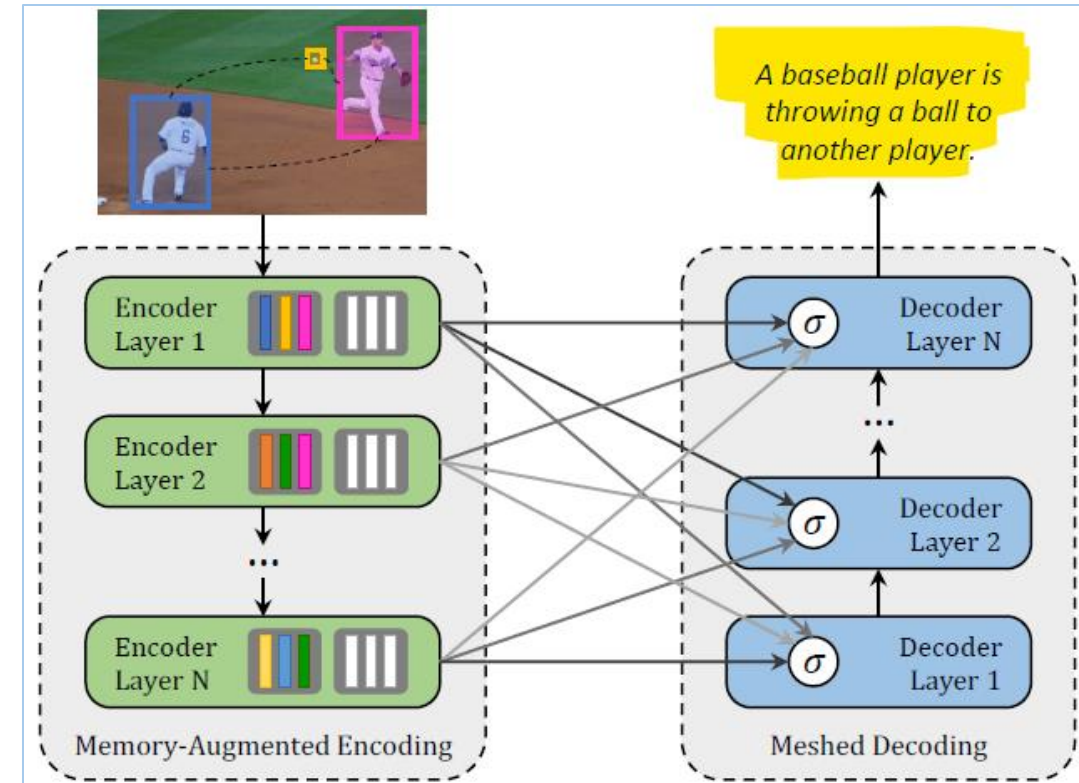 6
A baseball player is
throwing a ball to
another player.
Encoder
Layer 1
Encoder
Layer 2
...
Encoder
Layer N
Memory-Augmented Encoding
σ
Decoder
Layer N
...
σ
Decoder
Layer 2
σ
Decoder
Layer 1
Meshed Decoding